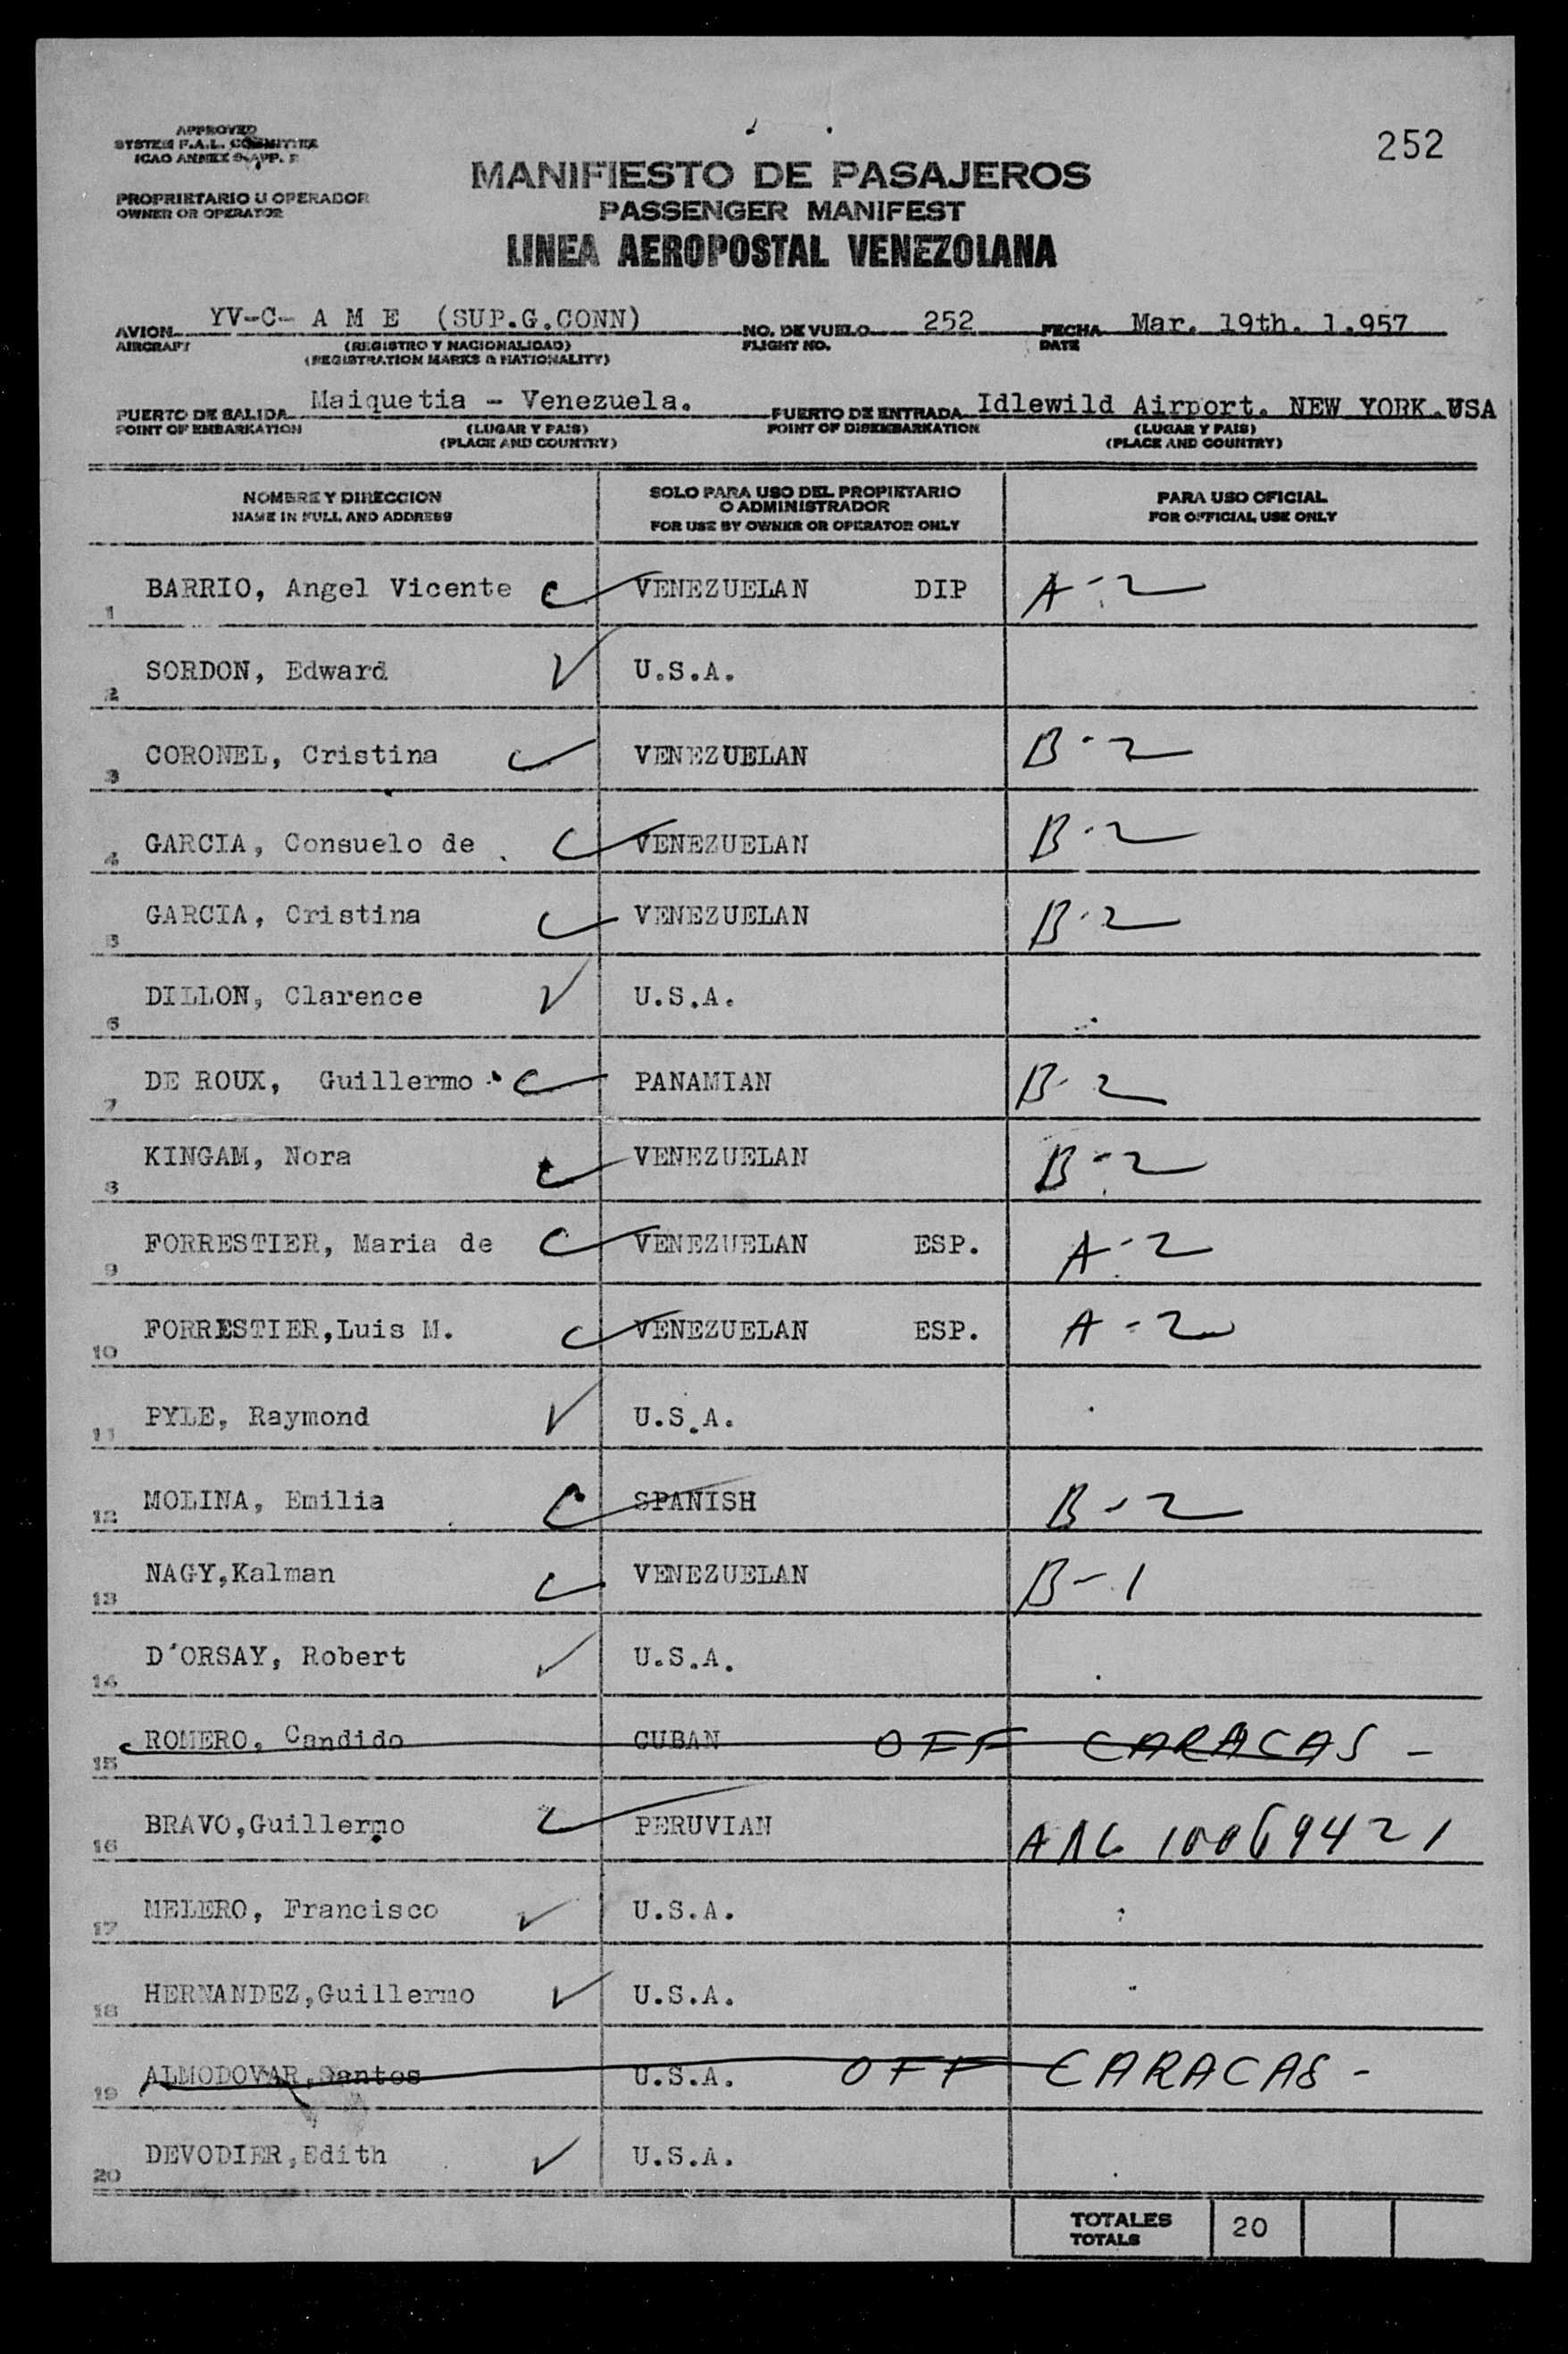 252
APPROVED
SYSTEM F.A.L. COMMITTEE
ICAO ANNEX 9-APP.
PROPRIETARIO U OPERADOR
OWNER OR OPERATOR
MANIFIESTO DE PASAJEROS
PASSENGER MANIFEST
LINEA AEROPOSTAL VENEZOLANA
AVION YV-C- A M E (SUP.G.CONN) NO. DE VUELO 252 FECHA Mar. 19th. 1.957
AIRCRAFT (REGISTRO Y NACIONALIDAD) FLIGHT NO. DATE
(REGISTRATION MARKS & NATIONALITY)
PUERTO DE SALIDA Maiquetia - Venezuela. PUERTO DE ENTRADA Idlewild Airport. NEW YORK.USA
POINT OF EMBARKATION (LUGAR Y PAIS) POINT OF DISEMBARKATION (LUGAR Y PAIS)
(PLACE AND COUNTRY) (PLACE AND COUNTRY)
NOMBRE Y DIRECCION
NAME IN FULL AND ADDRESS
SOLO PARA USO DEL PROPIETARIO
O ADMINISTRADOR
FOR USE BY OWNER OR OPERATOR ONLY
PARA USO OFICIAL
FOR OFFICIAL USE ONLY
1 BARRIO, Angel Vicente VENEZUELAN DIP A-2
2 SORDON, Edward U.S.A.
3 CORONEL, Cristina VENEZUELAN B-2
4 GARCIA, Consuelo de VENEZUELAN B-2
5 GARCIA, Cristina VENEZUELAN B-2
6 DILLON, Clarence U.S.A.
7 DE ROUX, Guillermo PANAMIAN B-2
8 KINGAM, Nora VENEZUELAN B-2
9 FORRESTIER, Maria de VENEZUELAN ESP. A-2
10 FORRESTIER,Luis M. VENEZUELAN ESP. A-2
11 PYLE, Raymond U.S.A.
12 MOLINA, Emilia SPANISH B-2
13 NAGY,Kalman VENEZUELAN B-1
14 D'ORSAY, Robert U.S.A.
15 ROMERO, Candido CUBAN OFF CARACAS -
16 BRAVO,Guillermo PERUVIAN 10069421
17 MELERO, Francisco U.S.A.
18 HERNANDEZ,Guillermo U.S.A.
19 ALMODOVAR,Santos U.S.A. OFF CARACAS -
20 DEVODIER,Edith U.S.A.
TOTALES 20
TOTALS